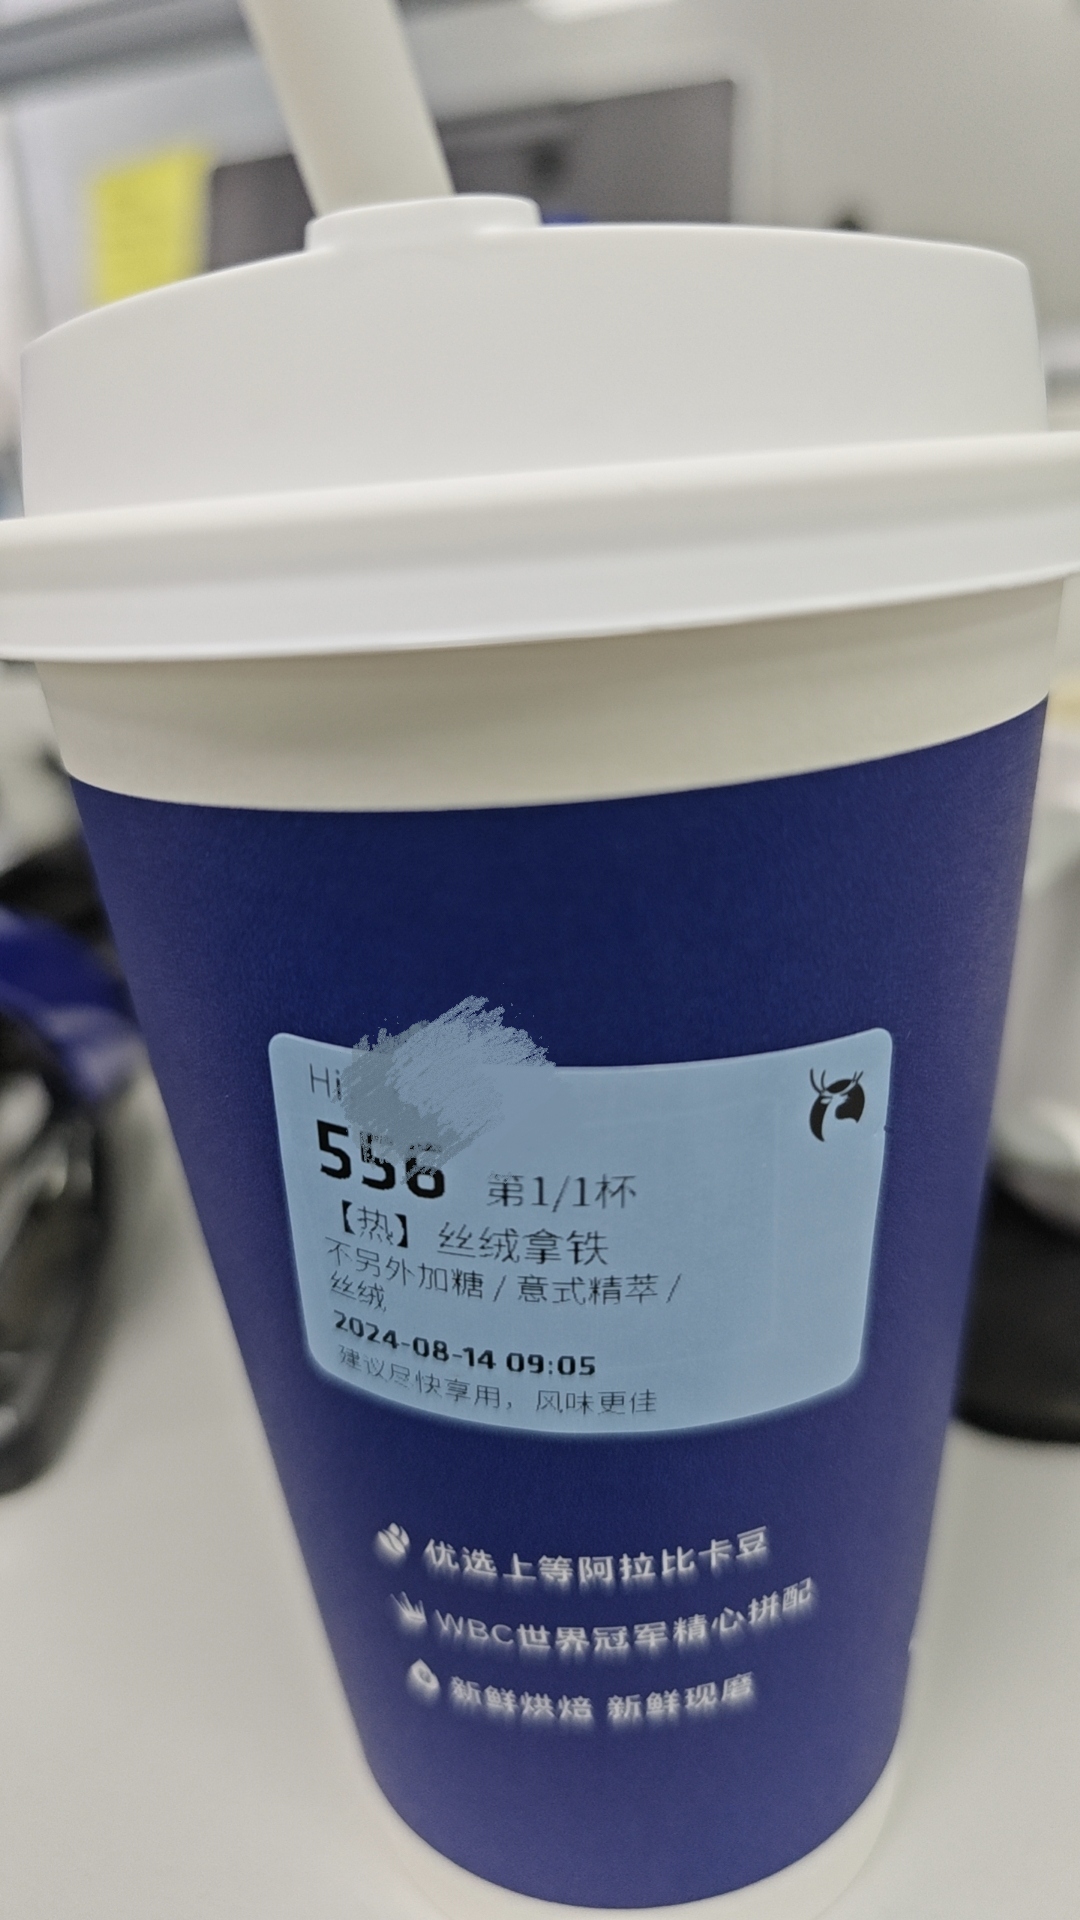 Hi
556 第1/1杯
【热】 丝绒拿铁
不另外加糖 / 意式精萃 /
丝绒
2024-08-14 09:05
建议尽快享用，风味更佳
优选上等阿拉比卡豆
WBC世界冠军精心拼配
新鲜烘焙 新鲜现磨